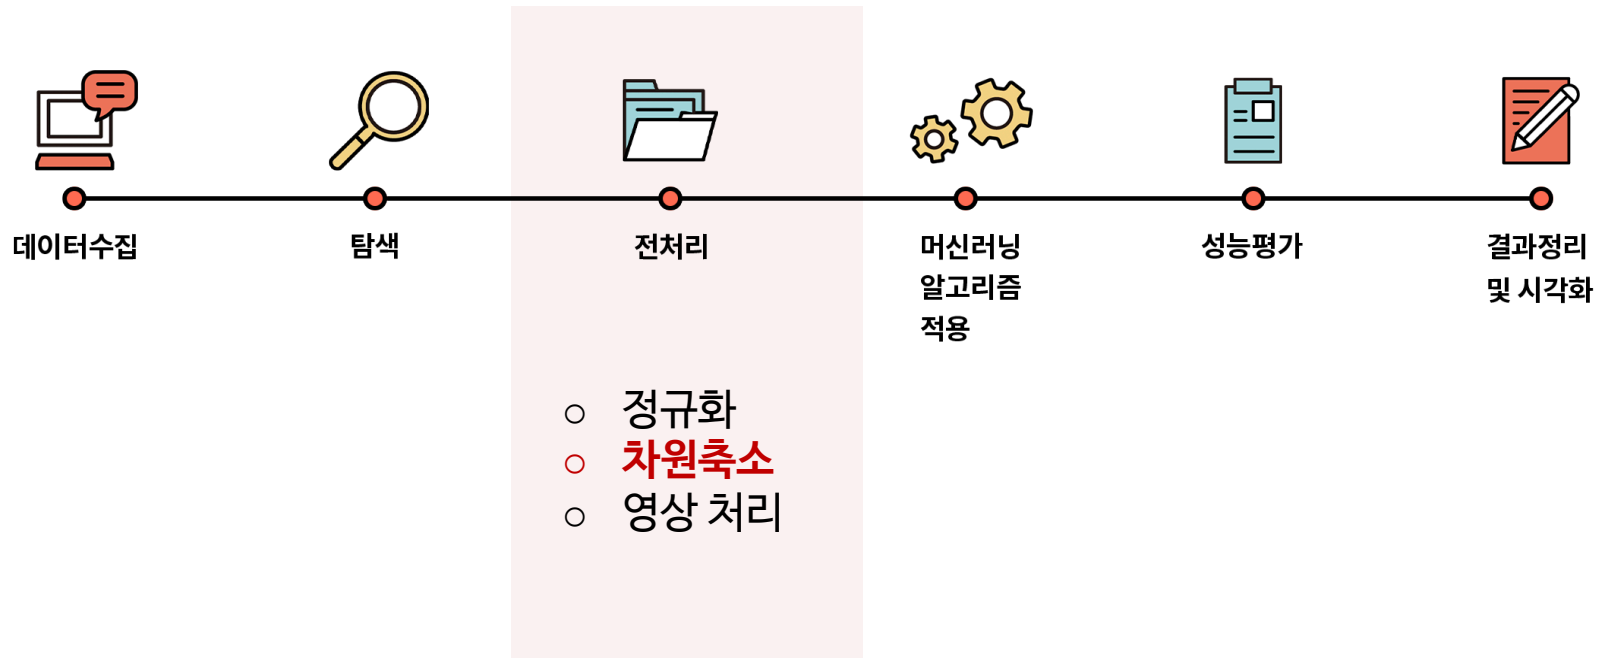 데이터수집
탐색
전처리
머신러닝
알고리즘
적용
성능평가
결과정리
및 시각화
○ 정규화
○ 차원축소
○ 영상 처리